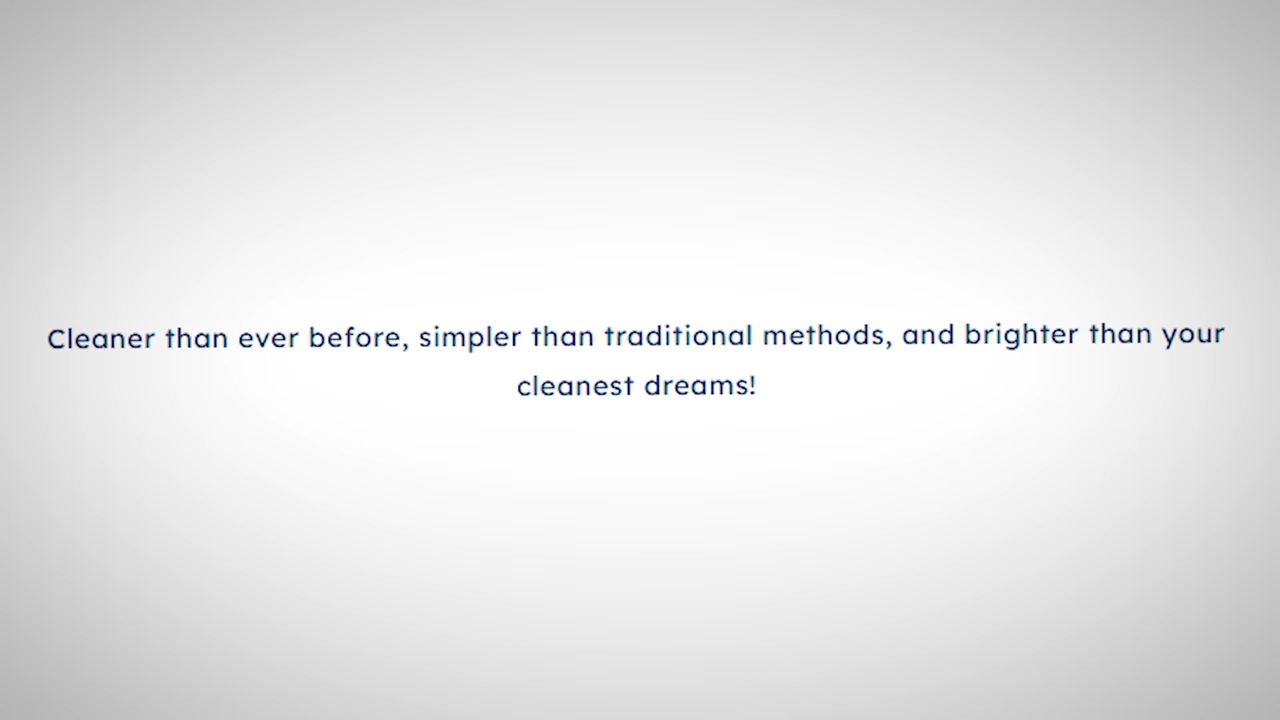 Cleaner than ever before, simpler than traditional methods, and brighter than your
cleanest dreams!